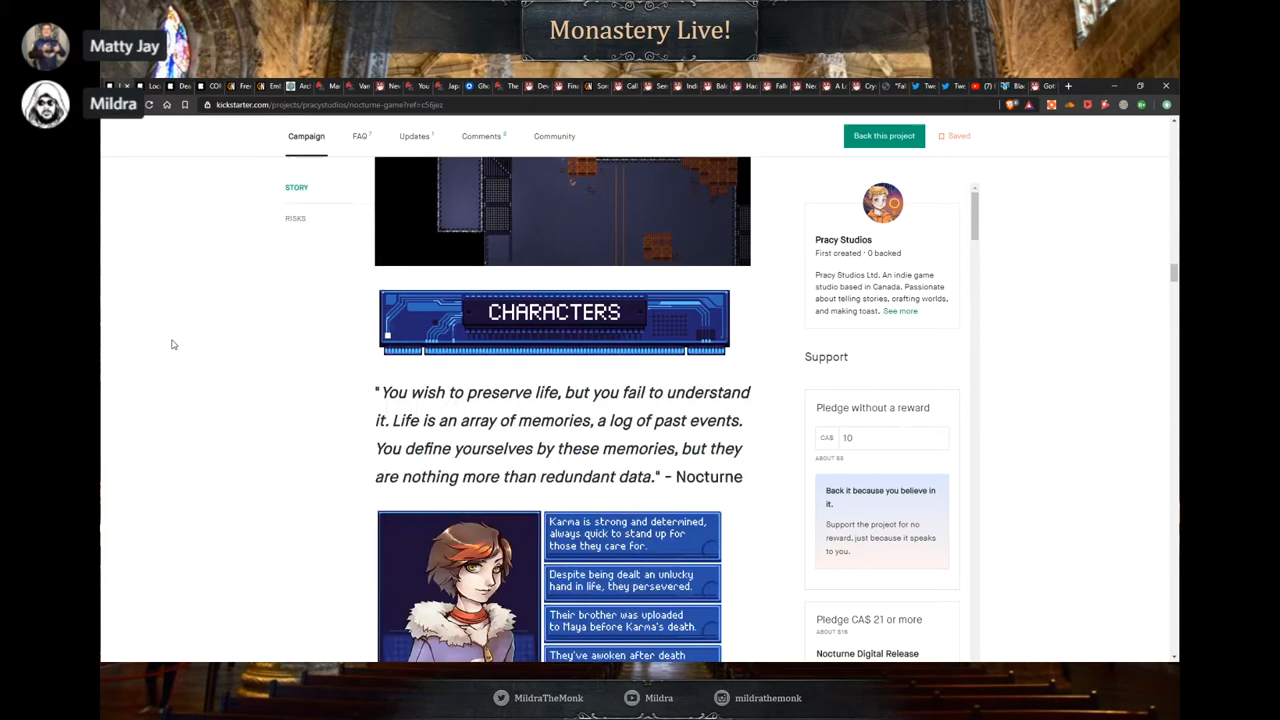 Monastery Live!
Matty Jay
Mildra
kickstarter.com/projects/pracystudios/nocturne-game?ref=c56jez
Campaign
FAQ 7
Updates 1
Comments 6
Community
Back this project
Saved
STORY
RISKS
CHARACTERS
"You wish to preserve life, but you fail to understand
it. Life is an array of memories, a log of past events.
You define yourselves by these memories, but they
are nothing more than redundant data." - Nocturne
Karma is strong and determined,
always quick to stand up for
those they care for.
Despite being dealt an unlucky
hand in life, they persevered.
Their brother was uploaded
to Maya before Karma's death.
They've awoken after death
Pracy Studios
First created · 0 backed
Pracy Studios Ltd. An indie game
studio based in Canada. Passionate
about telling stories, crafting worlds,
and making toast. See more
Support
Pledge without a reward
CA$ 10
ABOUT $8
Back it because you believe in
it.
Support the project for no
reward, just because it speaks
to you.
Pledge CA$ 21 or more
ABOUT $16
Nocturne Digital Release
MildraTheMonk
Mildra
mildrathemonk